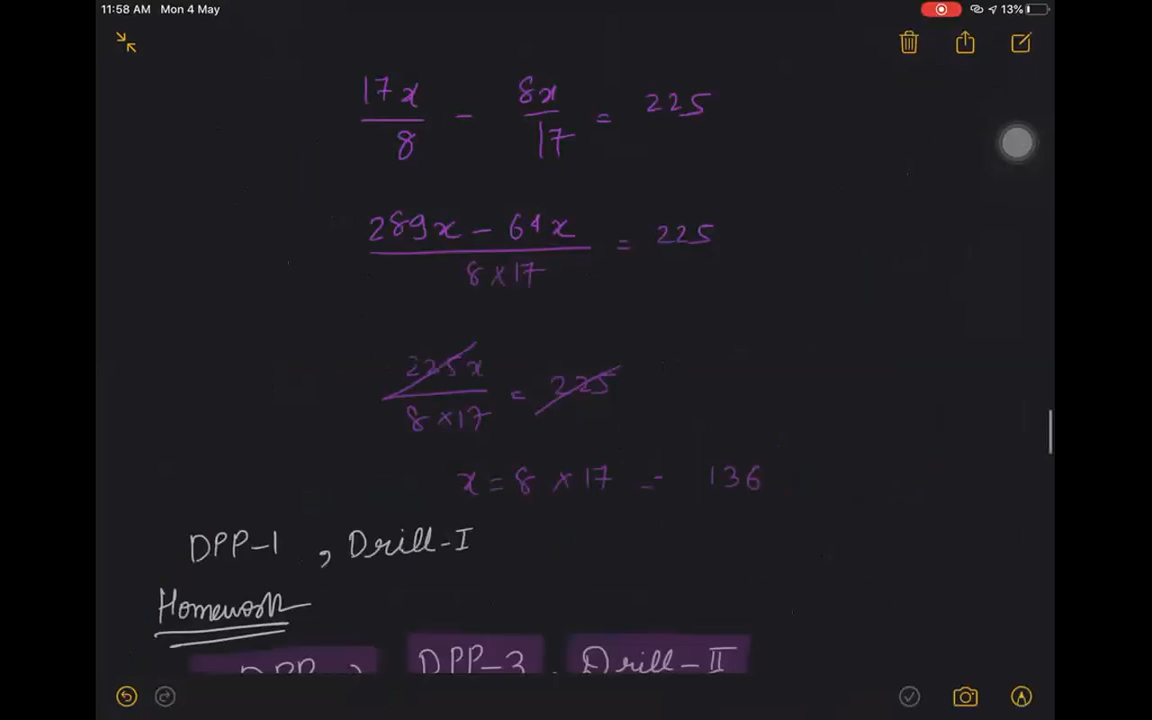 11:58 AM Mon 4 May 13%
17x/8 - 8x/17 = 225
289x - 64x / 8×17 = 225
225x / 8×17 = 225
x = 8 × 17 = 136
DPP-1, Drill-I
Homework
DPP-3, Drill-II